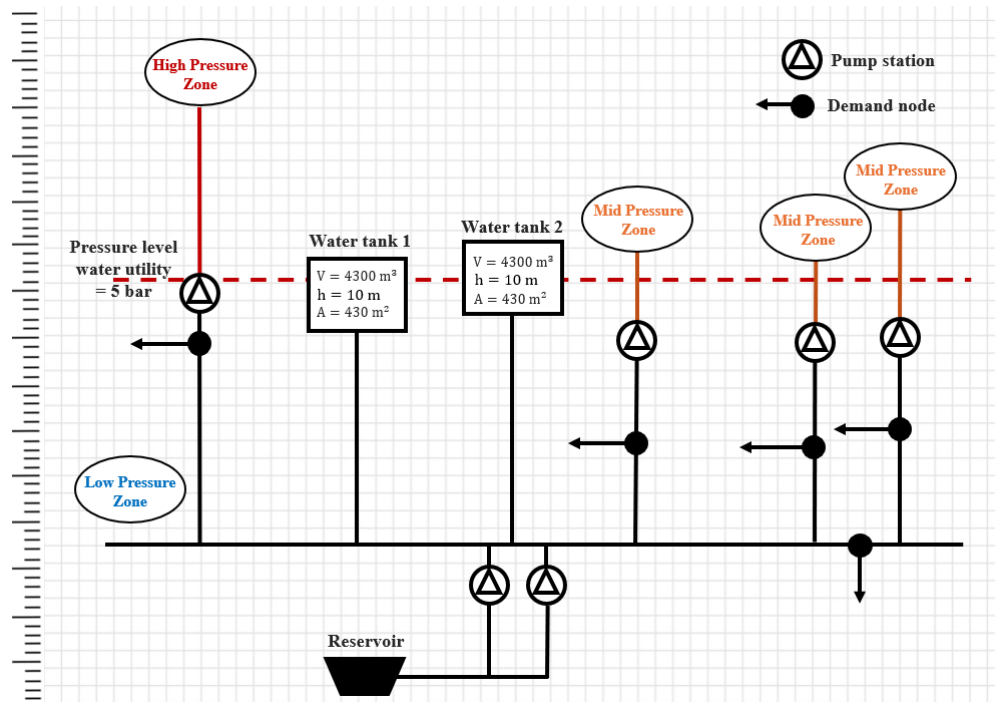 High Pressure
Zone
Pump station
Demand node
Mid Pressure
Zone
Mid Pressure
Zone
Mid Pressure
Zone
Pressure level
water utility
= 5 bar
Water tank 1
V = 4300 m³
h = 10 m
A = 430 m²
Water tank 2
V = 4300 m³
h = 10 m
A = 430 m²
Low Pressure
Zone
Reservoir